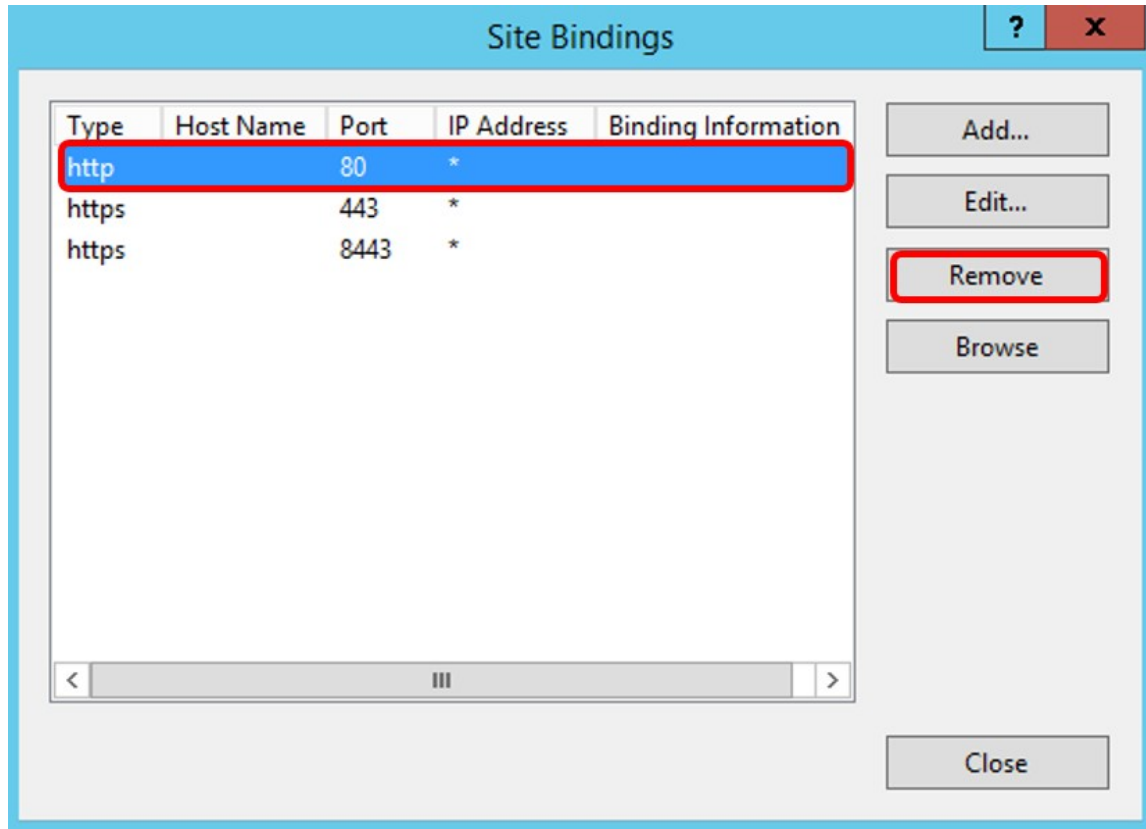 Site Bindings
? x
Type Host Name Port IP Address Binding Information
http 80 *
https 443 *
https 8443 *
Add...
Edit...
Remove
Browse
Close